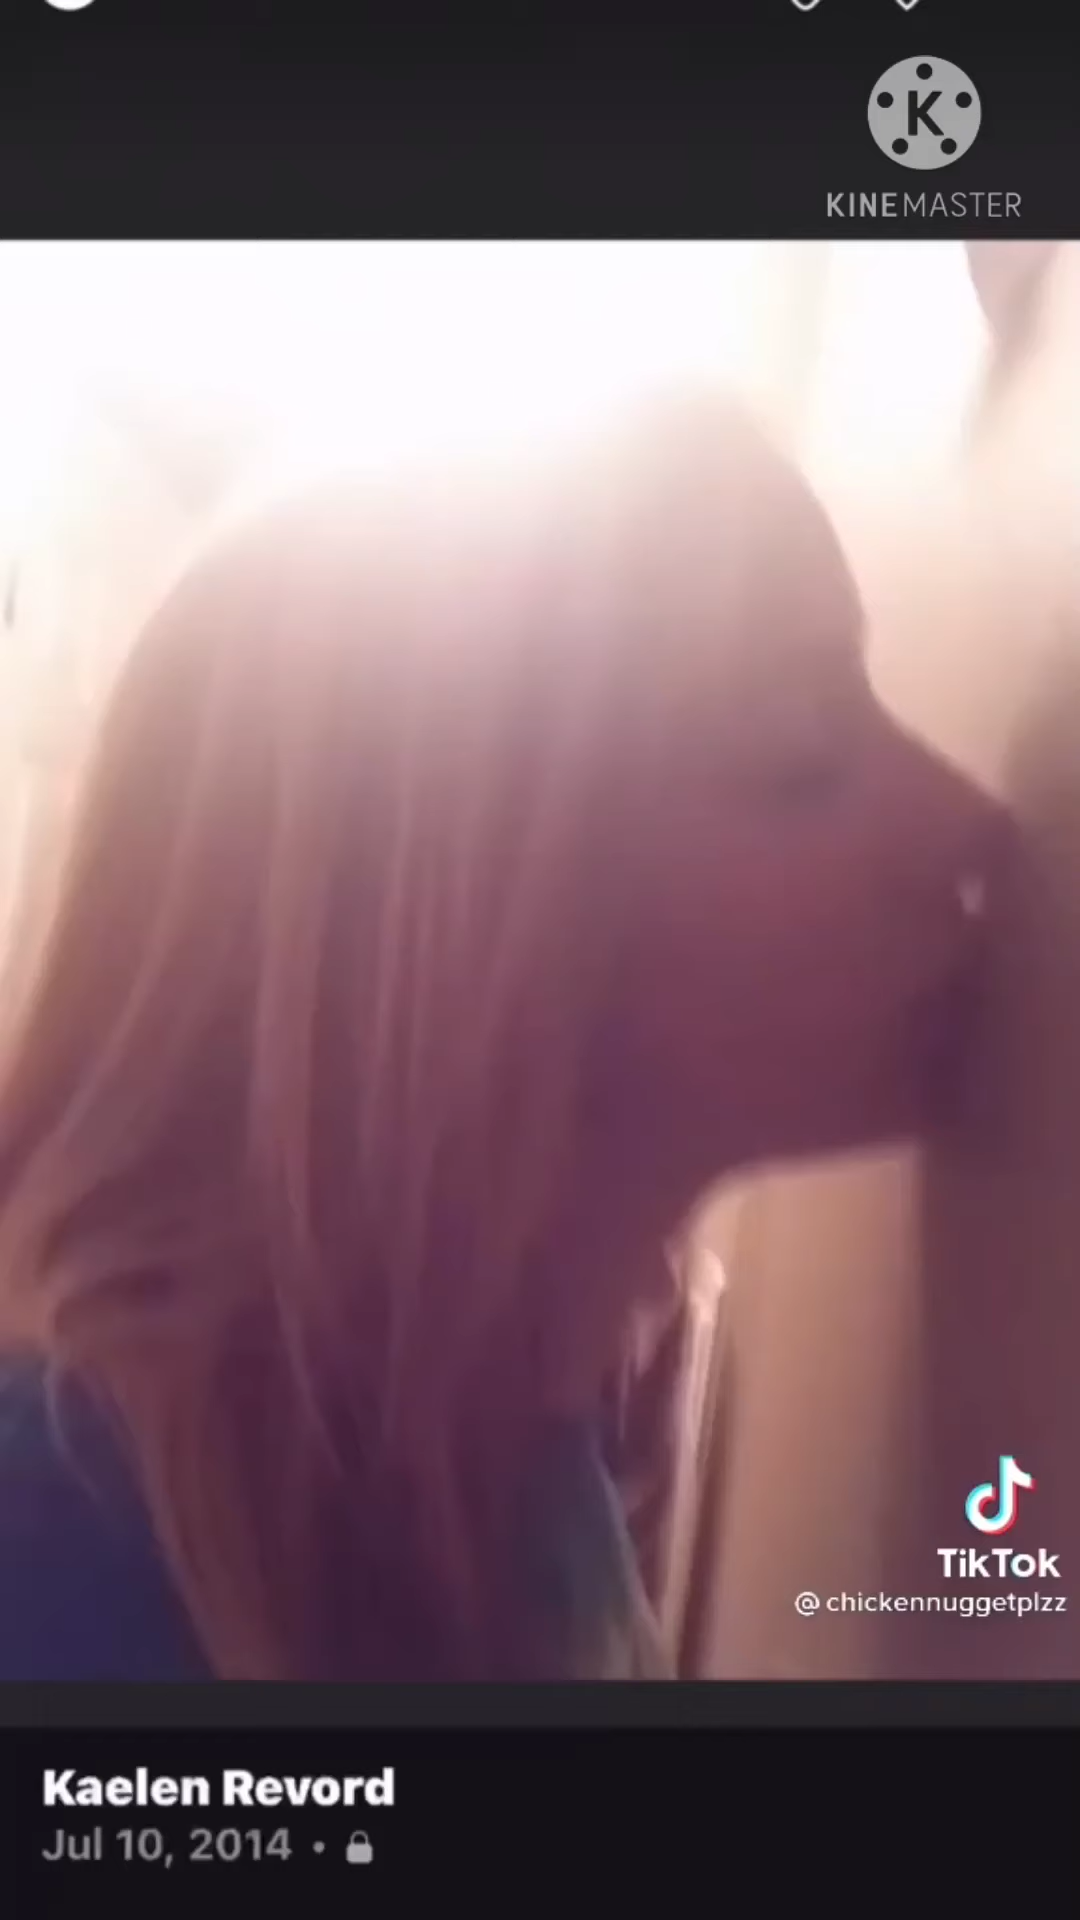 K
KINEMASTER
TikTok
@chickennuggetplzz
Kaelen Revord
Jul 10, 2014 •